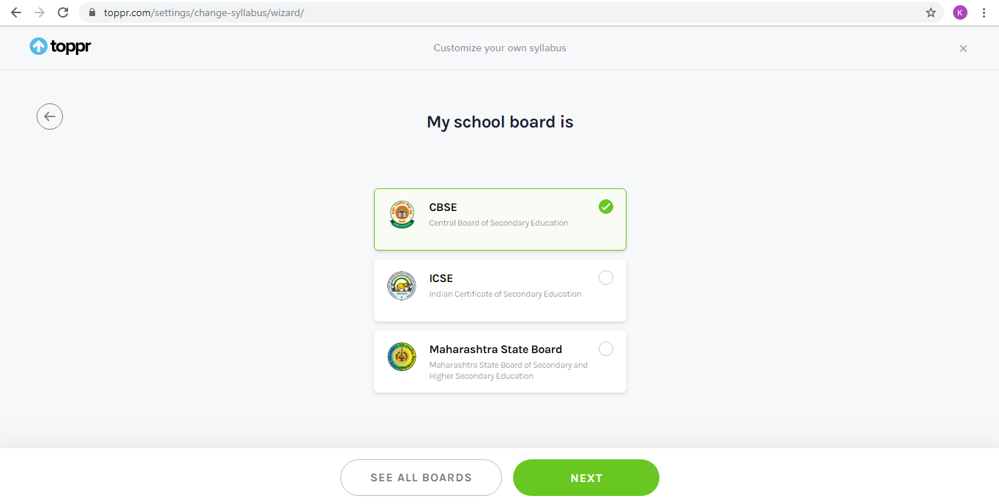 toppr.com/settings/change-syllabus/wizard/
K
toppr
Customize your own syllabus
My school board is
CBSE
Central Board of Secondary Education
ICSE
Indian Certificate of Secondary Education
Maharashtra State Board
Maharashtra State Board of Secondary and
Higher Secondary Education
SEE ALL BOARDS
NEXT